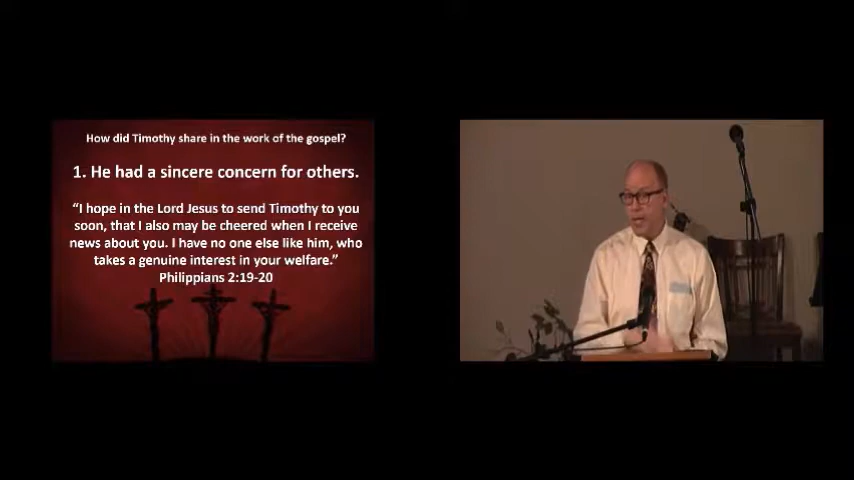 How did Timothy share in the work of the gospel?
1. He had a sincere concern for others.
“I hope in the Lord Jesus to send Timothy to you
soon, that I also may be cheered when I receive
news about you. I have no one else like him, who
takes a genuine interest in your welfare.”
Philippians 2:19-20